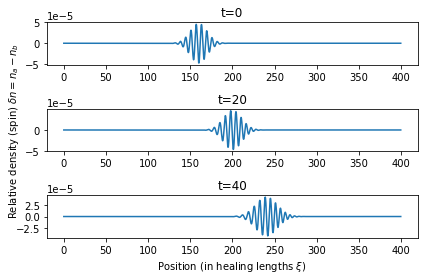 t=0
1e−5
5
0
−5
0 50 100 150 200 250 300 350 400
t=20
1e−5
0
−5
0 50 100 150 200 250 300 350 400
t=40
1e−5
2.5
0.0
−2.5
0 50 100 150 200 250 300 350 400
Relative density (spin) δn = n_a − n_b
Position (in healing lengths ξ)